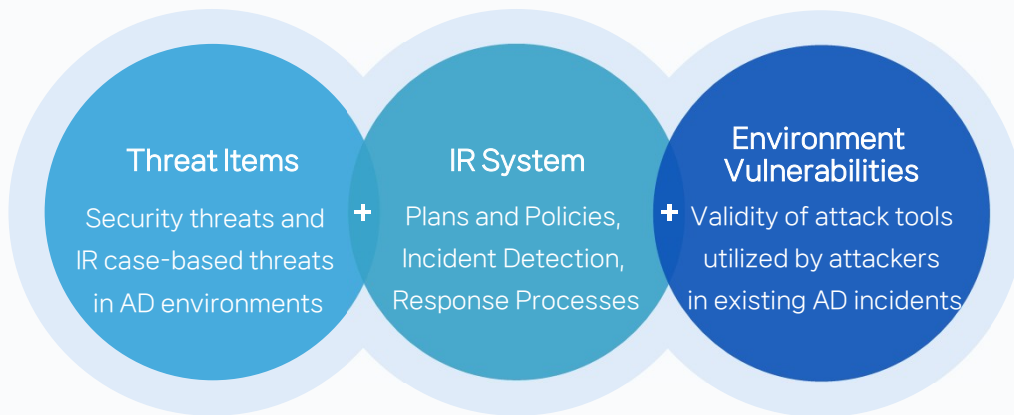 Threat Items
Security threats and
IR case-based threats
in AD environments
+
IR System
Plans and Policies,
Incident Detection,
Response Processes
+
Environment
Vulnerabilities
Validity of attack tools
utilized by attackers
in existing AD incidents